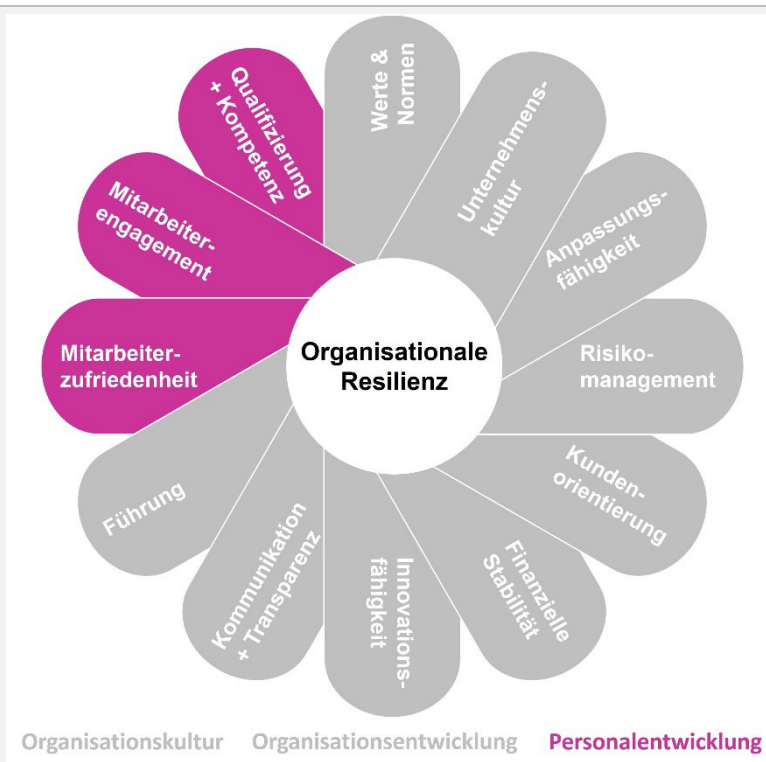 Werte &
Normen
Unternehmens-
kultur
Anpassungs-
fähigkeit
Risiko-
management
Kunden-
orientierung
Finanzielle
Stabilität
Innovations-
fähigkeit
Kommunikation
+ Transparenz
Führung
Mitarbeiter-
zufriedenheit
Mitarbeiter-
engagement
Qualifizierung
+ Kompetenz
Organisationale
Resilienz
Organisationskultur Organisationsentwicklung Personalentwicklung